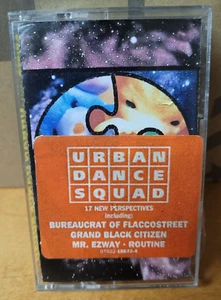 URBAN
DANCE
SQUAD
17 NEW PERSPECTIVES
including:
BUREAUCRAT OF FLACCOSTREET
GRAND BLACK CITIZEN
MR. EZWAY · ROUTINE